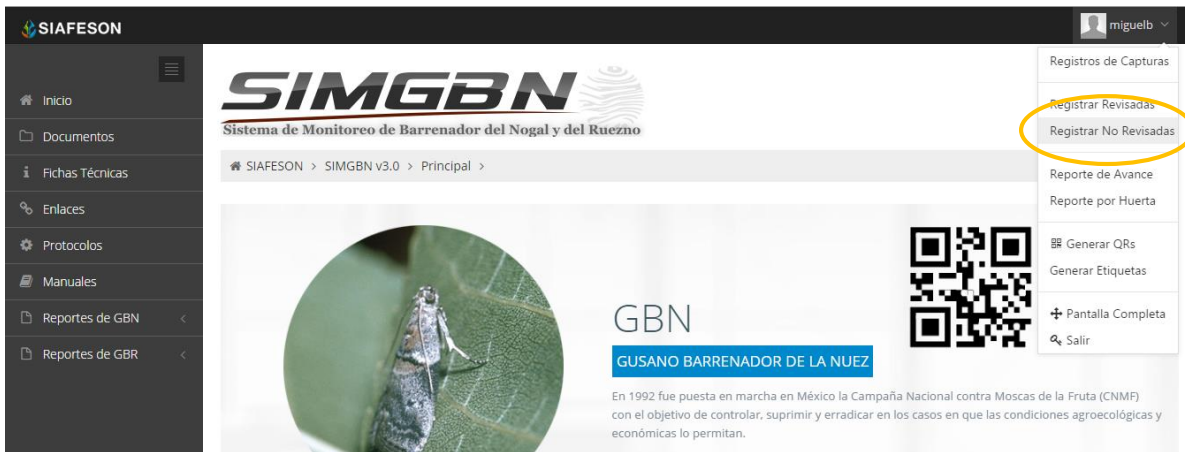 SIAFESON
miguelb
Inicio
Documentos
Fichas Técnicas
Enlaces
Protocolos
Manuales
Reportes de GBN
Reportes de GBR
SIMGBN
Sistema de Monitoreo de Barrenador del Nogal y del Ruezno
SIAFESON > SIMGBN v3.0 > Principal >
GBN
GUSANO BARRENADOR DE LA NUEZ
En 1992 fue puesta en marcha en México la Campaña Nacional contra Moscas de la Fruta (CNMF)
con el objetivo de controlar, suprimir y erradicar en los casos en que las condiciones agroecológicas y
económicas lo permitan.
Registros de Capturas
Registrar Revisadas
Registrar No Revisadas
Reporte de Avance
Reporte por Huerta
Generar QRs
Generar Etiquetas
Pantalla Completa
Salir